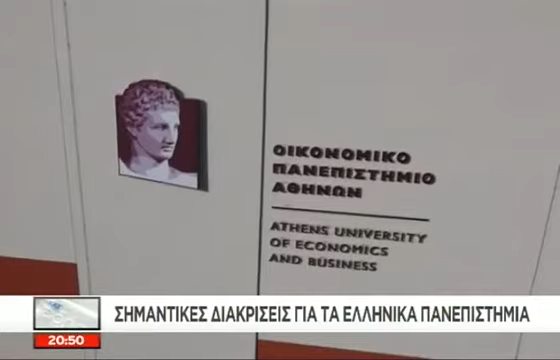 ΟΙΚΟΝΟΜΙΚΟ
ΠΑΝΕΠΙΣΤΗΜΙΟ
ΑΘΗΝΩΝ
ATHENS UNIVERSITY
OF ECONOMICS
AND BUSINESS
ΣΗΜΑΝΤΙΚΕΣ ΔΙΑΚΡΙΣΕΙΣ ΓΙΑ ΤΑ ΕΛΛΗΝΙΚΑ ΠΑΝΕΠΙΣΤΗΜΙΑ
20:50